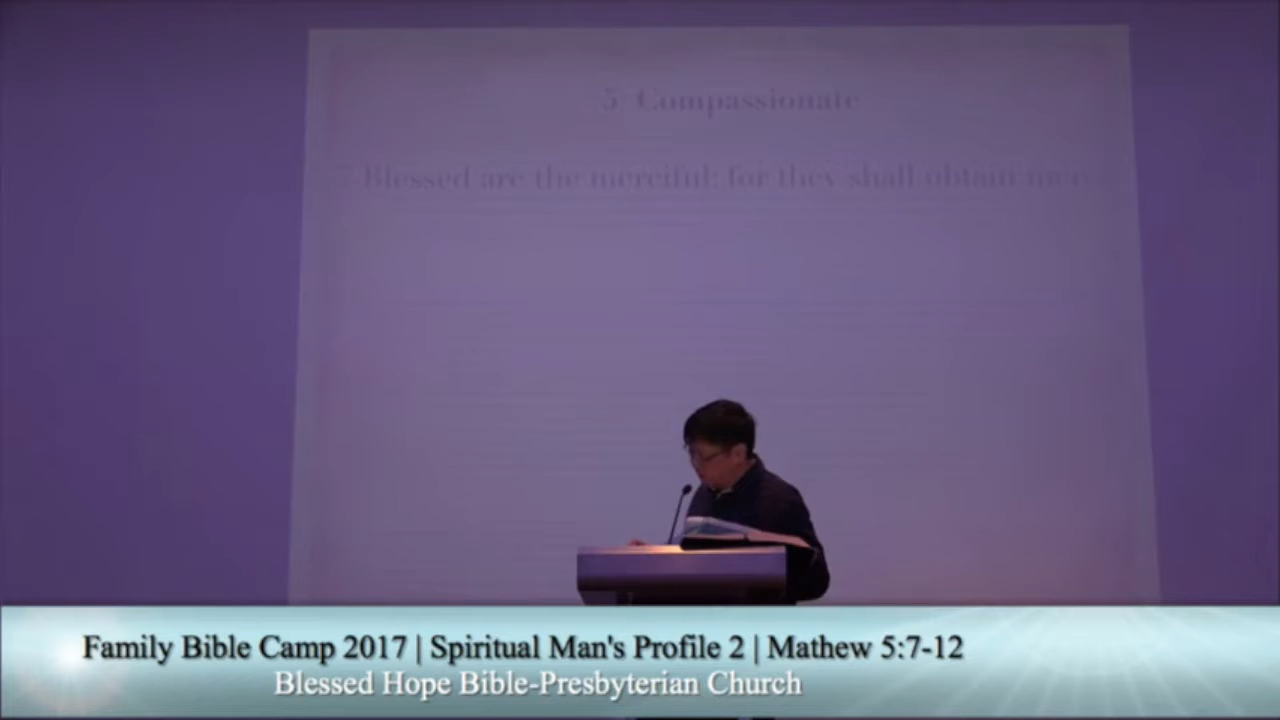 5 Compassionate
7 Blessed are the merciful: for they shall obtain
Family Bible Camp 2017 | Spiritual Man's Profile 2 | Mathew 5:7-12
Blessed Hope Bible-Presbyterian Church